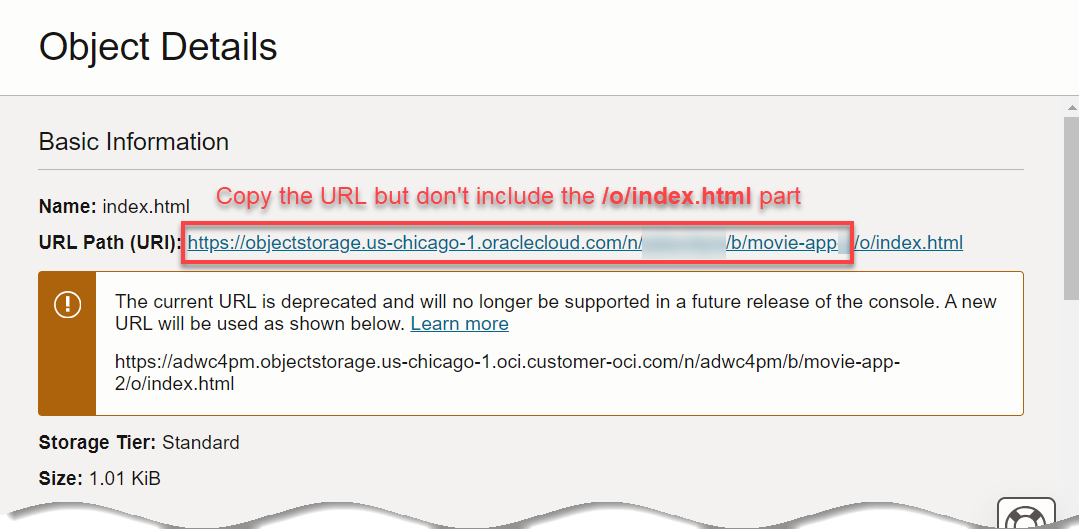 Object Details
Basic Information
Copy the URL but don't include the /o/index.html part
Name: index.html
URL Path (URI): https://objectstorage.us-chicago-1.oraclecloud.com/n/ /b/movie-app /o/index.html
The current URL is deprecated and will no longer be supported in a future release of the console. A new
URL will be used as shown below. Learn more
https://adwc4pm.objectstorage.us-chicago-1.oci.customer-oci.com/n/adwc4pm/b/movie-app-
2/o/index.html
Storage Tier: Standard
Size: 1.01 KiB